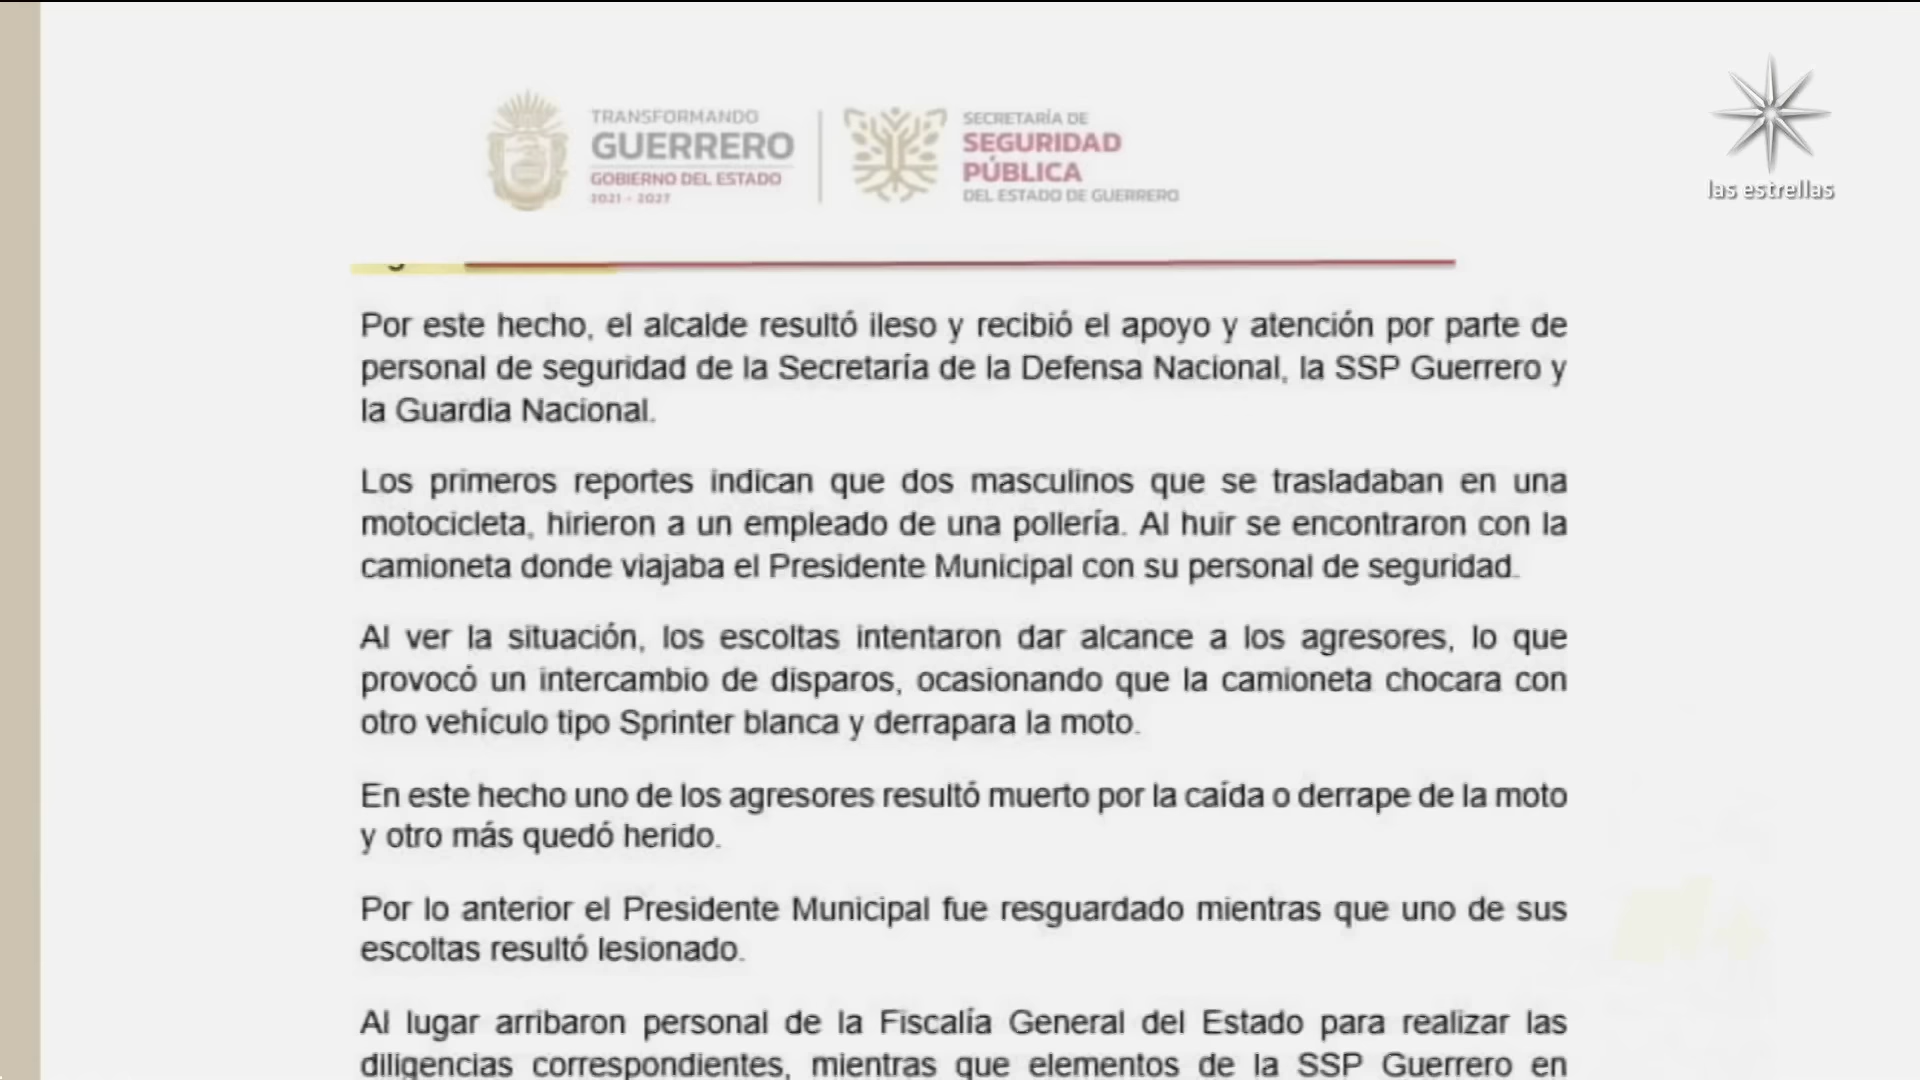 TRANSFORMANDO
GUERRERO
GOBIERNO DEL ESTADO
2021 - 2027
SECRETARÍA DE
SEGURIDAD
PÚBLICA
DEL ESTADO DE GUERRERO
las estrellas
Por este hecho, el alcalde resultó ileso y recibió el apoyo y atención por parte de
personal de seguridad de la Secretaría de la Defensa Nacional, la SSP Guerrero y
la Guardia Nacional.
Los primeros reportes indican que dos masculinos que se trasladaban en una
motocicleta, hirieron a un empleado de una pollería. Al huir se encontraron con la
camioneta donde viajaba el Presidente Municipal con su personal de seguridad.
Al ver la situación, los escoltas intentaron dar alcance a los agresores, lo que
provocó un intercambio de disparos, ocasionando que la camioneta chocara con
otro vehículo tipo Sprinter blanca y derrapara la moto.
En este hecho uno de los agresores resultó muerto por la caída o derrape de la moto
y otro más quedó herido.
Por lo anterior el Presidente Municipal fue resguardado mientras que uno de sus
escoltas resultó lesionado.
Al lugar arribaron personal de la Fiscalía General del Estado para realizar las
diligencias correspondientes, mientras que elementos de la SSP Guerrero en